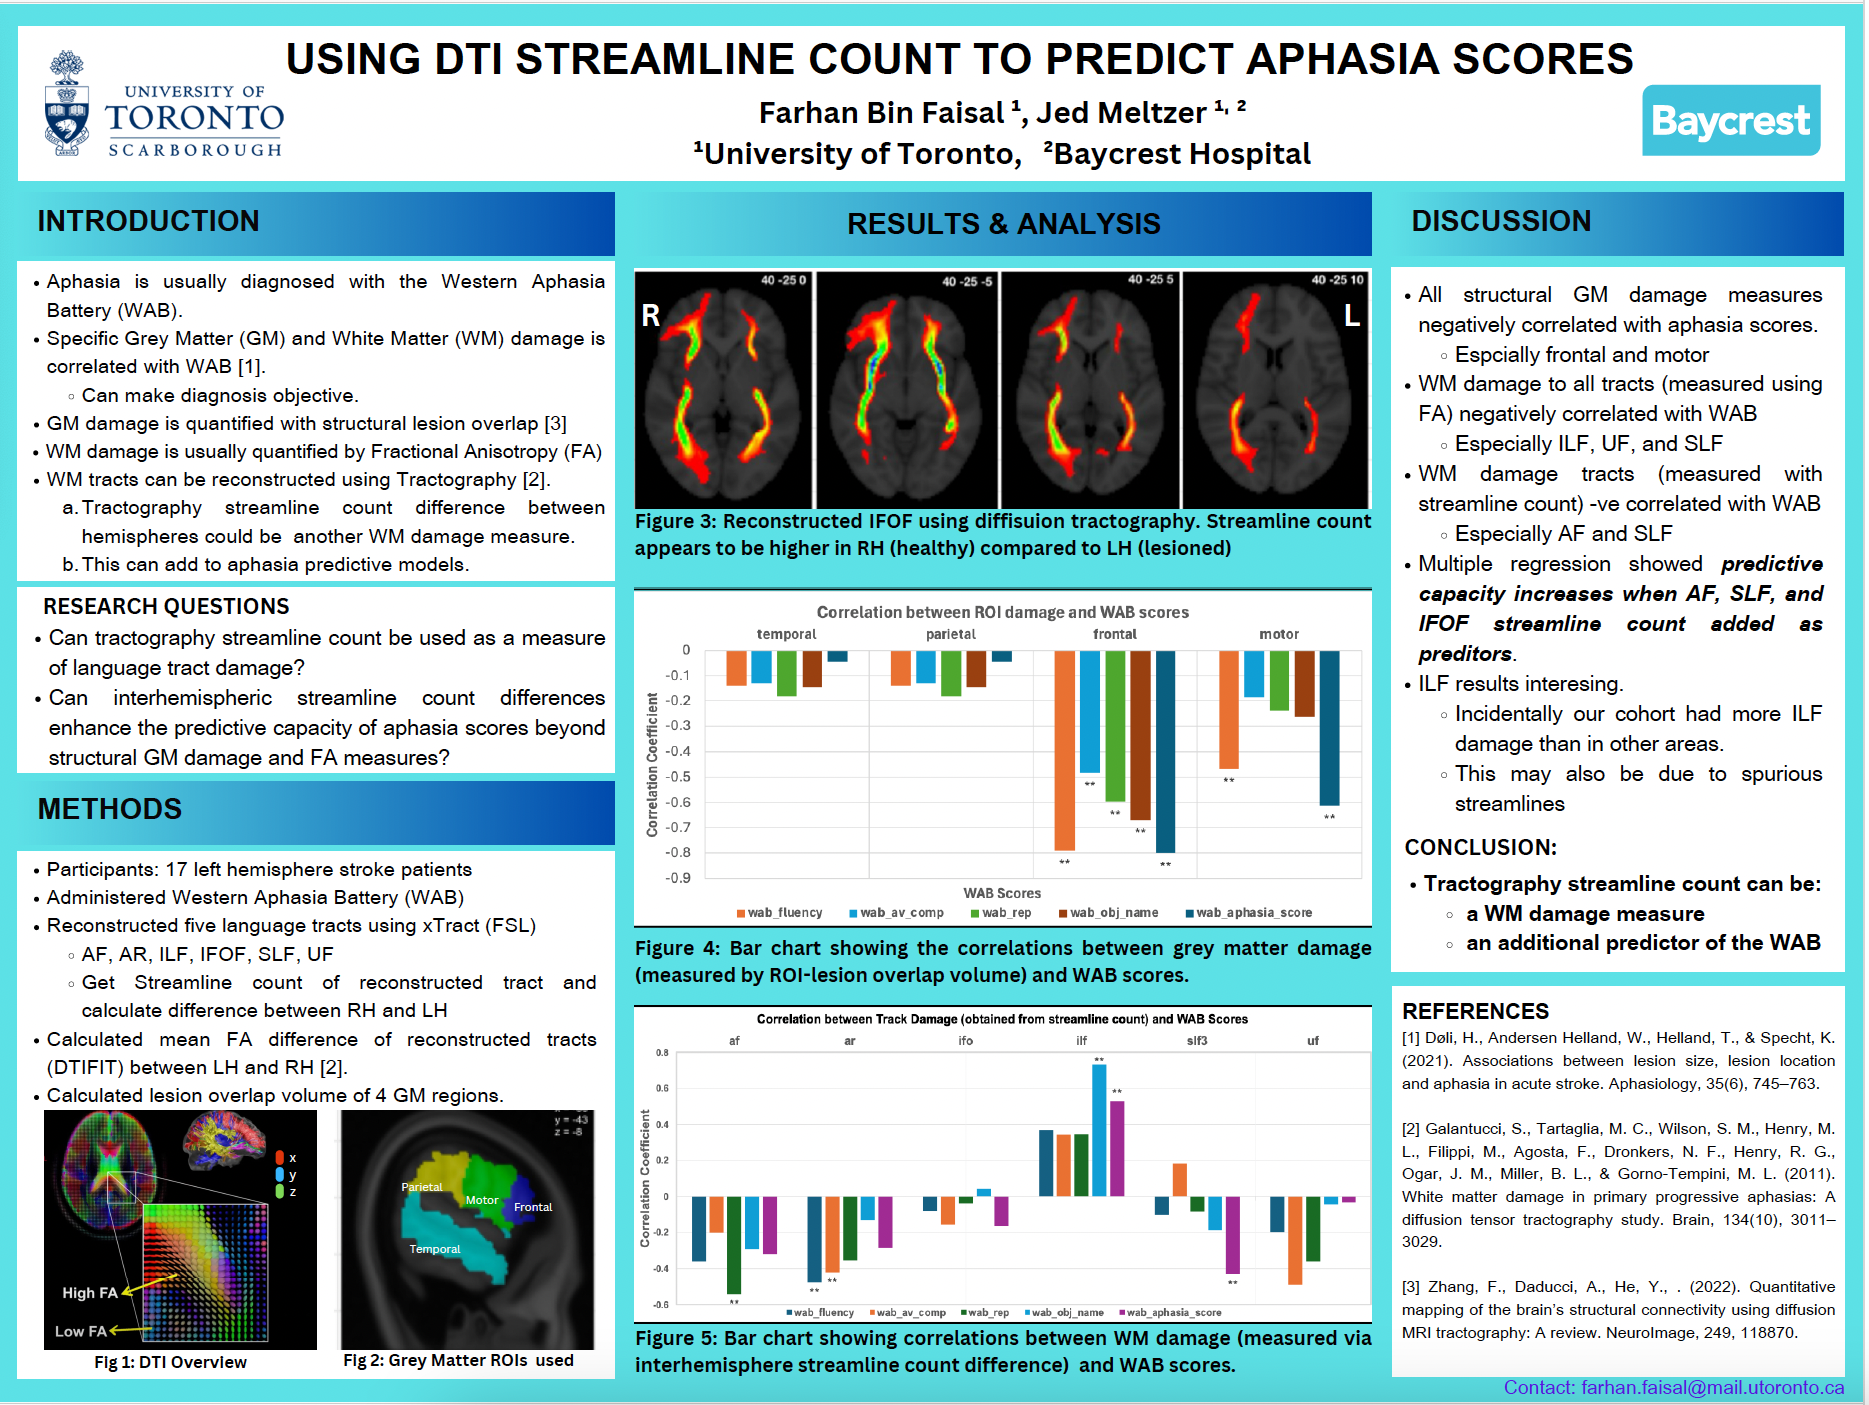 USING DTI STREAMLINE COUNT TO PREDICT APHASIA SCORES
Farhan Bin Faisal ¹, Jed Meltzer ¹, ²
¹University of Toronto, ²Baycrest Hospital
UNIVERSITY OF
TORONTO
SCARBOROUGH
Baycrest
INTRODUCTION
• Aphasia is usually diagnosed with the Western Aphasia
Battery (WAB).
• Specific Grey Matter (GM) and White Matter (WM) damage is
correlated with WAB [1].
◦ Can make diagnosis objective.
• GM damage is quantified with structural lesion overlap [3]
• WM damage is usually quantified by Fractional Anisotropy (FA)
• WM tracts can be reconstructed using Tractography [2].
a. Tractography streamline count difference between
hemispheres could be another WM damage measure.
b. This can add to aphasia predictive models.
RESEARCH QUESTIONS
• Can tractography streamline count be used as a measure
of language tract damage?
• Can interhemispheric streamline count differences
enhance the predictive capacity of aphasia scores beyond
structural GM damage and FA measures?
METHODS
• Participants: 17 left hemisphere stroke patients
• Administered Western Aphasia Battery (WAB)
• Reconstructed five language tracts using xTract (FSL)
◦ AF, AR, ILF, IFOF, SLF, UF
◦ Get Streamline count of reconstructed tract and
calculate difference between RH and LH
• Calculated mean FA difference of reconstructed tracts
(DTIFIT) between LH and RH [2].
• Calculated lesion overlap volume of 4 GM regions.
x
y
z
High FA
Low FA
Fig 1: DTI Overview
y = -43
z = -8
Parietal
Motor
Frontal
Temporal
Fig 2: Grey Matter ROIs used
RESULTS & ANALYSIS
40 -25 0
40 -25 -5
40 -25 5
40 -25 10
R
L
Figure 3: Reconstructed IFOF using diffisuion tractography. Streamline count
appears to be higher in RH (healthy) compared to LH (lesioned)
Correlation between ROI damage and WAB scores
temporal parietal frontal motor
Correlation Coefficient
0
-0.1
-0.2
-0.3
-0.4
-0.5
-0.6
-0.7
-0.8
-0.9
** ** ** ** ** ** **
WAB Scores
wab_fluency wab_av_comp wab_rep wab_obj_name wab_aphasia_score
Figure 4: Bar chart showing the correlations between grey matter damage
(measured by ROI-lesion overlap volume) and WAB scores.
Correlation between Track Damage (obtained from streamline count) and WAB Scores
af ar ifo ilf slf3 uf
Correlation Coefficient
0.8
0.6
0.4
0.2
0
-0.2
-0.4
-0.6
** ** ** ** ** **
wab_fluency wab_av_comp wab_rep wab_obj_name wab_aphasia_score
Figure 5: Bar chart showing correlations between WM damage (measured via
interhemisphere streamline count difference) and WAB scores.
DISCUSSION
• All structural GM damage measures
negatively correlated with aphasia scores.
◦ Espcially frontal and motor
• WM damage to all tracts (measured using
FA) negatively correlated with WAB
◦ Especially ILF, UF, and SLF
• WM damage tracts (measured with
streamline count) -ve correlated with WAB
◦ Especially AF and SLF
• Multiple regression showed predictive
capacity increases when AF, SLF, and
IFOF streamline count added as
preditors.
• ILF results interesing.
◦ Incidentally our cohort had more ILF
damage than in other areas.
◦ This may also be due to spurious
streamlines
CONCLUSION:
• Tractography streamline count can be:
◦ a WM damage measure
◦ an additional predictor of the WAB
REFERENCES
[1] Døli, H., Andersen Helland, W., Helland, T., & Specht, K.
(2021). Associations between lesion size, lesion location
and aphasia in acute stroke. Aphasiology, 35(6), 745–763.
[2] Galantucci, S., Tartaglia, M. C., Wilson, S. M., Henry, M.
L., Filippi, M., Agosta, F., Dronkers, N. F., Henry, R. G.,
Ogar, J. M., Miller, B. L., & Gorno-Tempini, M. L. (2011).
White matter damage in primary progressive aphasias: A
diffusion tensor tractography study. Brain, 134(10), 3011–
3029.
[3] Zhang, F., Daducci, A., He, Y., . (2022). Quantitative
mapping of the brain's structural connectivity using diffusion
MRI tractography: A review. NeuroImage, 249, 118870.
Contact: farhan.faisal@mail.utoronto.ca